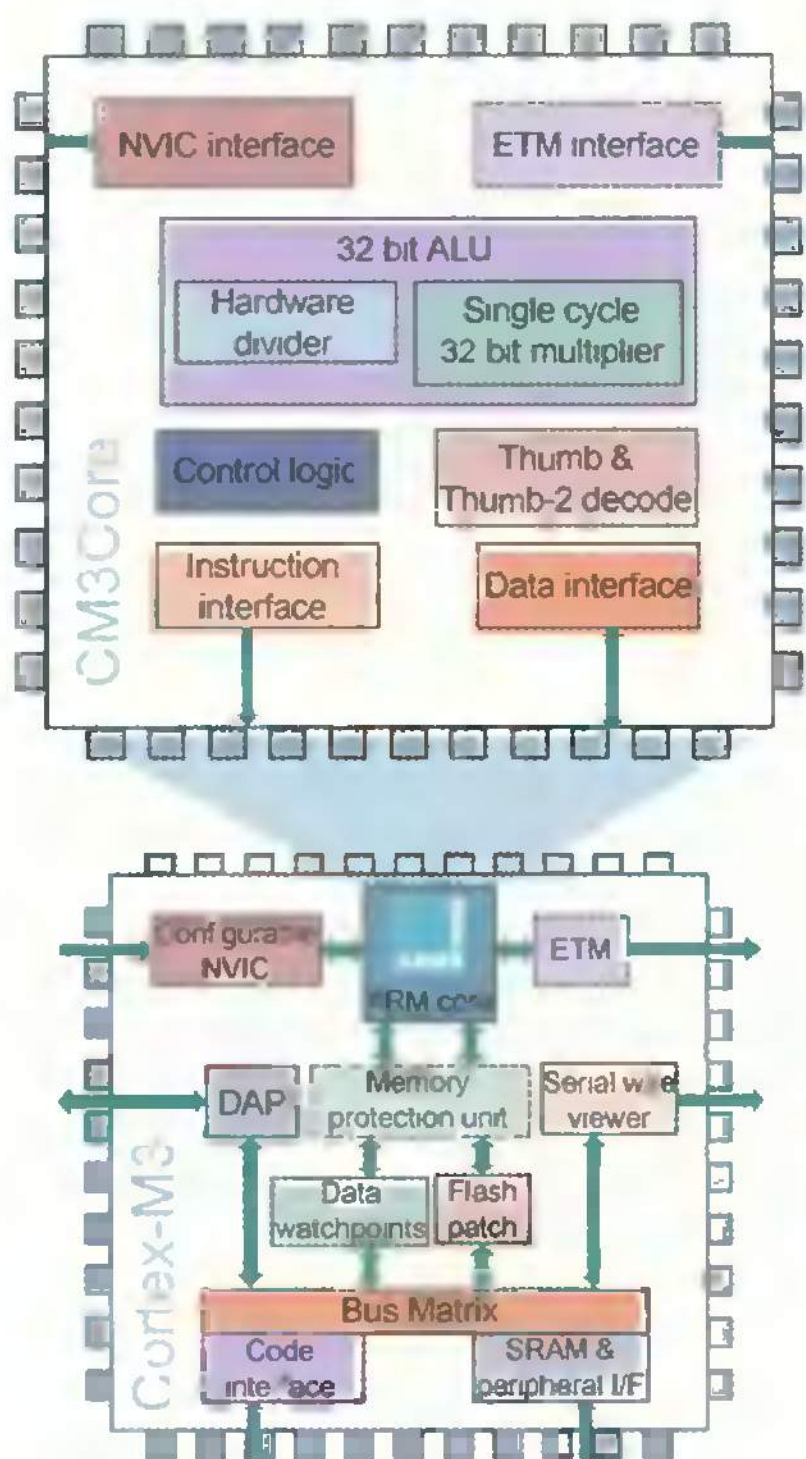 NVIC interface
ETM interface
32 bit ALU
Hardware
divider
Single cycle
32 bit multiplier
CM3Core
Control logic
Thumb &
Thumb-2 decode
Instruction
interface
Data interface
NVIC
ETM
DAP
Memory
protection unit
Serial
viewer
Cortex-M3
Data
watchpoints
Flash
patch
Bus Matrix
Code
interface
SRAM &
peripheral I/F